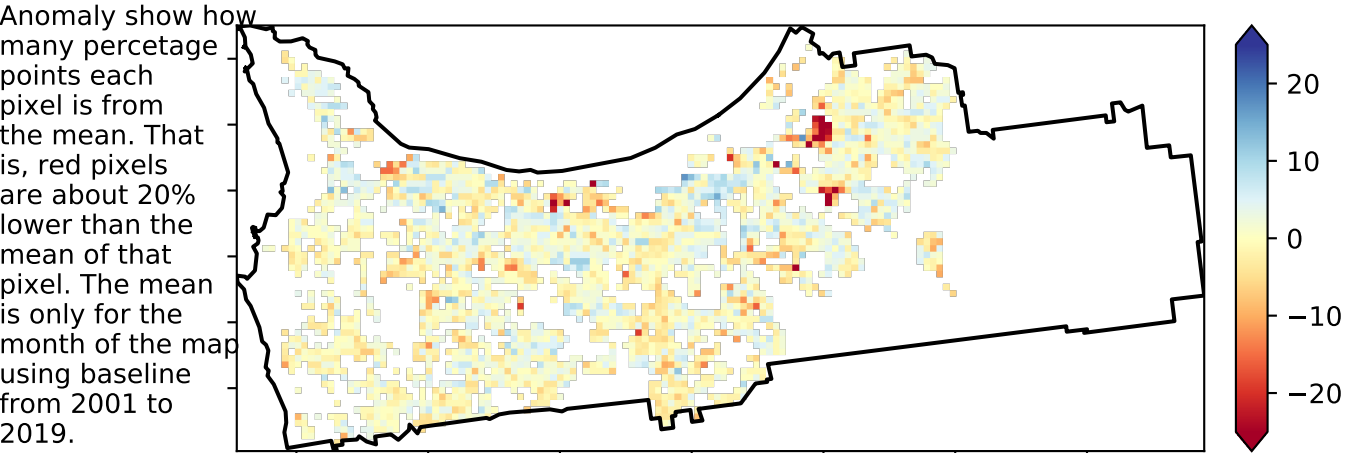 Anomaly show how
many percetage
points each
pixel is from
the mean. That
is, red pixels
are about 20%
lower than the
mean of that
pixel. The mean
is only for the
month of the map
using baseline
from 2001 to
2019.
20
10
0
−10
−20